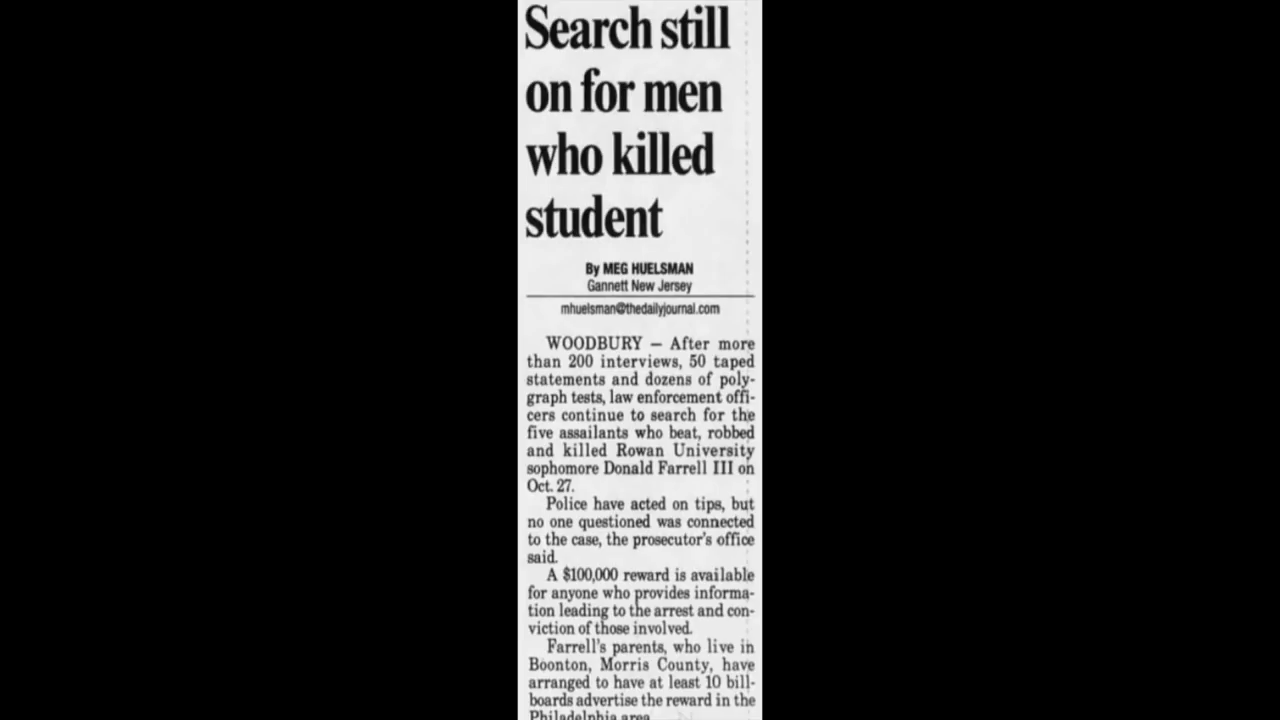 Search still
on for men
who killed
student
By MEG HUELSMAN
Gannett New Jersey
mhuelsman@thedailyjournal.com
WOODBURY — After more
than 200 interviews, 50 taped
statements and dozens of poly-
graph tests, law enforcement offi-
cers continue to search for the
five assailants who beat, robbed
and killed Rowan University
sophomore Donald Farrell III on
Oct. 27.
Police have acted on tips, but
no one questioned was connected
to the case, the prosecutor's office
said.
A $100,000 reward is available
for anyone who provides informa-
tion leading to the arrest and con-
viction of those involved.
Farrell's parents, who live in
Boonton, Morris County, have
arranged to have at least 10 bill-
boards advertise the reward in the
Philadelphia area.